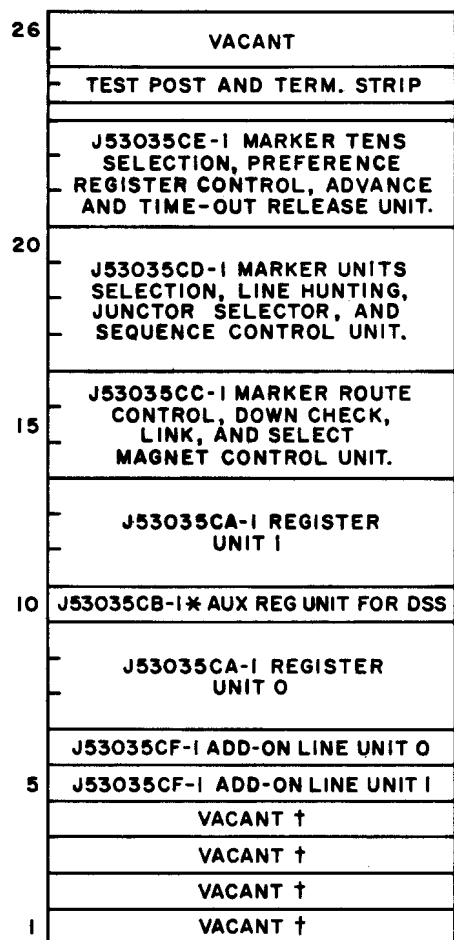 26
VACANT
TEST POST AND TERM. STRIP
J53035CE-1 MARKER TENS
SELECTION, PREFERENCE
REGISTER CONTROL, ADVANCE
AND TIME-OUT RELEASE UNIT.
20
J53035CD-1 MARKER UNITS
SELECTION, LINE HUNTING,
JUNCTOR SELECTOR, AND
SEQUENCE CONTROL UNIT.
J53035CC-1 MARKER ROUTE
CONTROL, DOWN CHECK,
15
LINK, AND SELECT
MAGNET CONTROL UNIT.
J53035CA-1 REGISTER
UNIT 1
10 J53035CB-1* AUX REG UNIT FOR DSS
J53035CA-1 REGISTER
UNIT 0
J53035CF-1 ADD-ON LINE UNIT 0
5 J53035CF-1 ADD-ON LINE UNIT 1
VACANT †
VACANT †
VACANT †
1 VACANT †